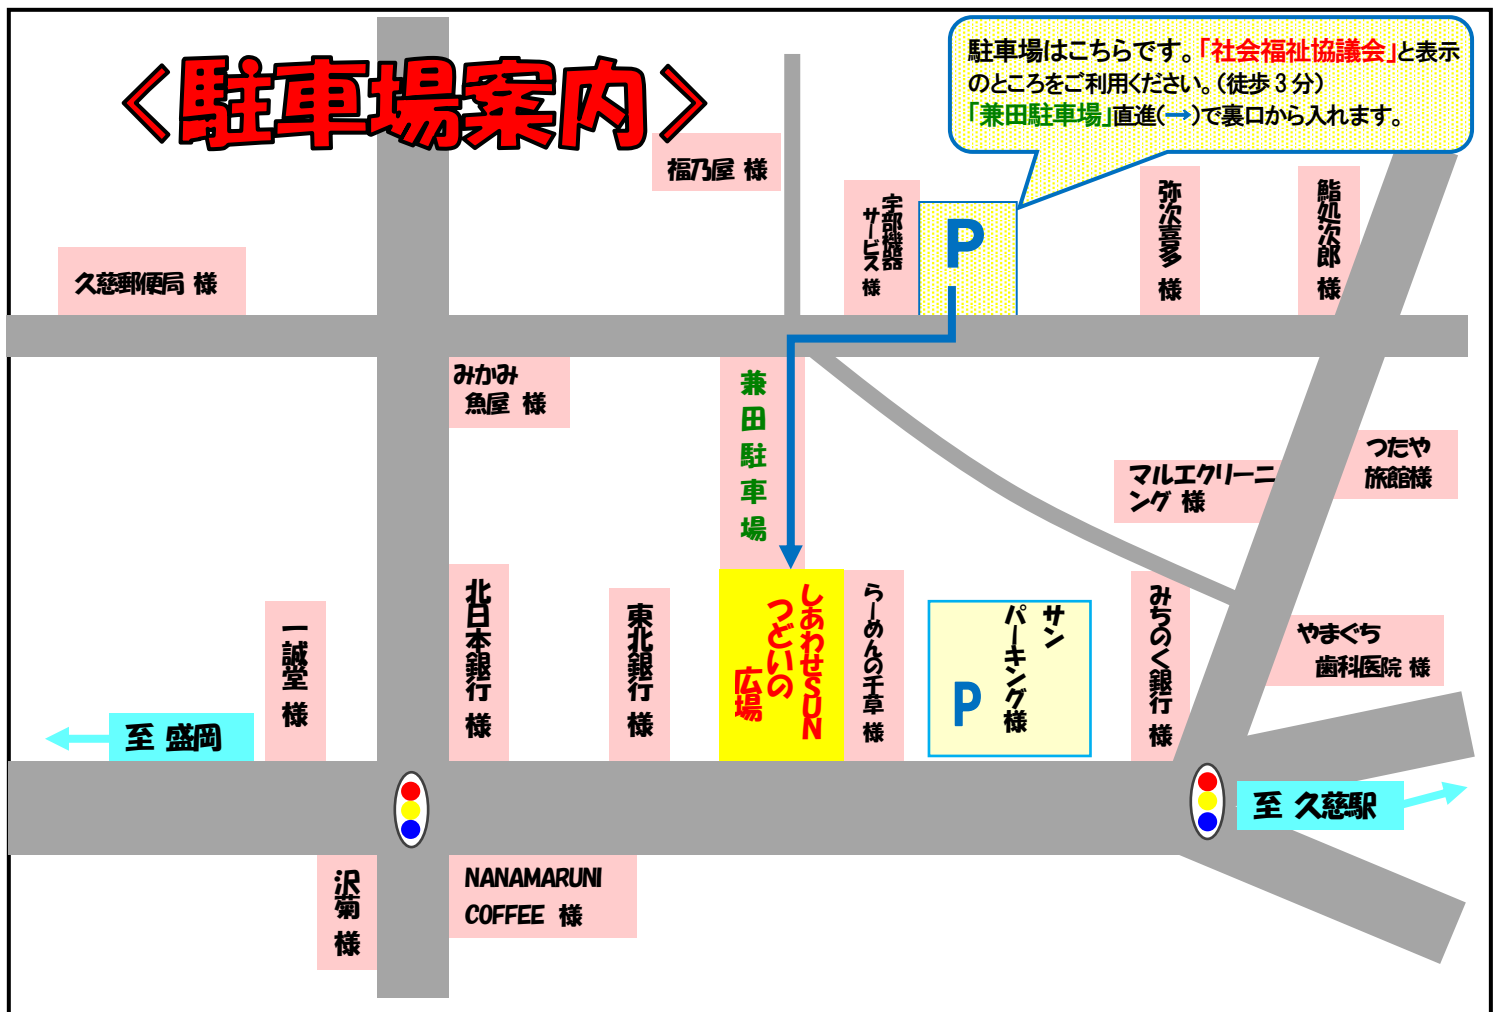 ＜駐車場案内＞
駐車場はこちらです。「社会福祉協議会」と表示
のところをご利用ください。（徒歩３分）
「兼田駐車場」直進(→)で裏口から入れます。
福乃屋 様
宇部機器
サービス 様
P
弥次喜多 様
鮨処次郎 様
久慈郵便局 様
みかみ
魚屋 様
兼田駐車場
つたや
旅館様
マルエクリーニ
ング 様
一誠堂 様
北日本銀行 様
東北銀行 様
しあわせSUN
つどいの
広場
らーめんの千草 様
サン
パーキング様
P
みちのく銀行 様
やまぐち
歯科医院 様
至 盛岡
至 久慈駅
沢菊 様
NANAMARUNI
COFFEE 様